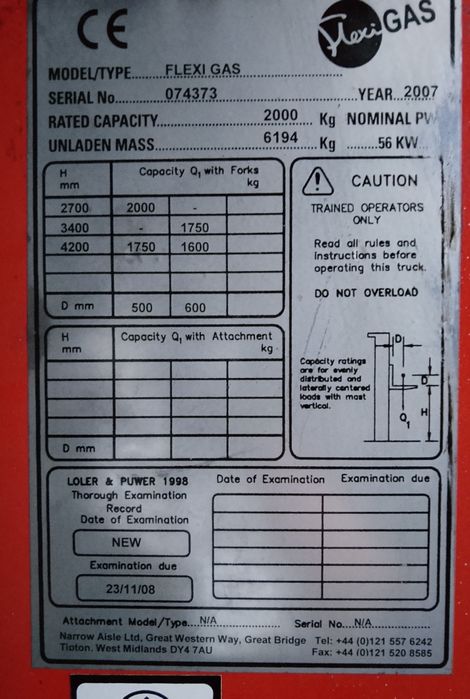 CE
Flexi GAS
MODEL/TYPE......FLEXI GAS..................
SERIAL No..........074373.................... YEAR..2007
RATED CAPACITY..................2000.... Kg NOMINAL PW
UNLADEN MASS...................6194.... Kg ......56 KW...
H mm Capacity Q1 with Forks kg
2700 2000 -
3400 - 1750
4200 1750 1600
D mm 500 600
H mm Capacity Q1 with Attachment kg
D mm
CAUTION
TRAINED OPERATORS
ONLY
Read all rules and
instructions before
operating this truck.
DO NOT OVERLOAD
Capacity ratings
are for evenly
distributed and
laterally centered
loads with mast
vertical.
D
D
H
Q1
LOLER & PUWER 1998
Thorough Examination
Record
Date of Examination
NEW
Examination due
23/11/08
Date of Examination Examination due
Attachment Model/Type....N/A.................. Serial No....N/A..........
Narrow Aisle Ltd, Great Western Way, Great Bridge Tel: +44 (0)121 557 6242
Tipton. West Midlands DY4 7AU Fax: +44 (0)121 520 8585